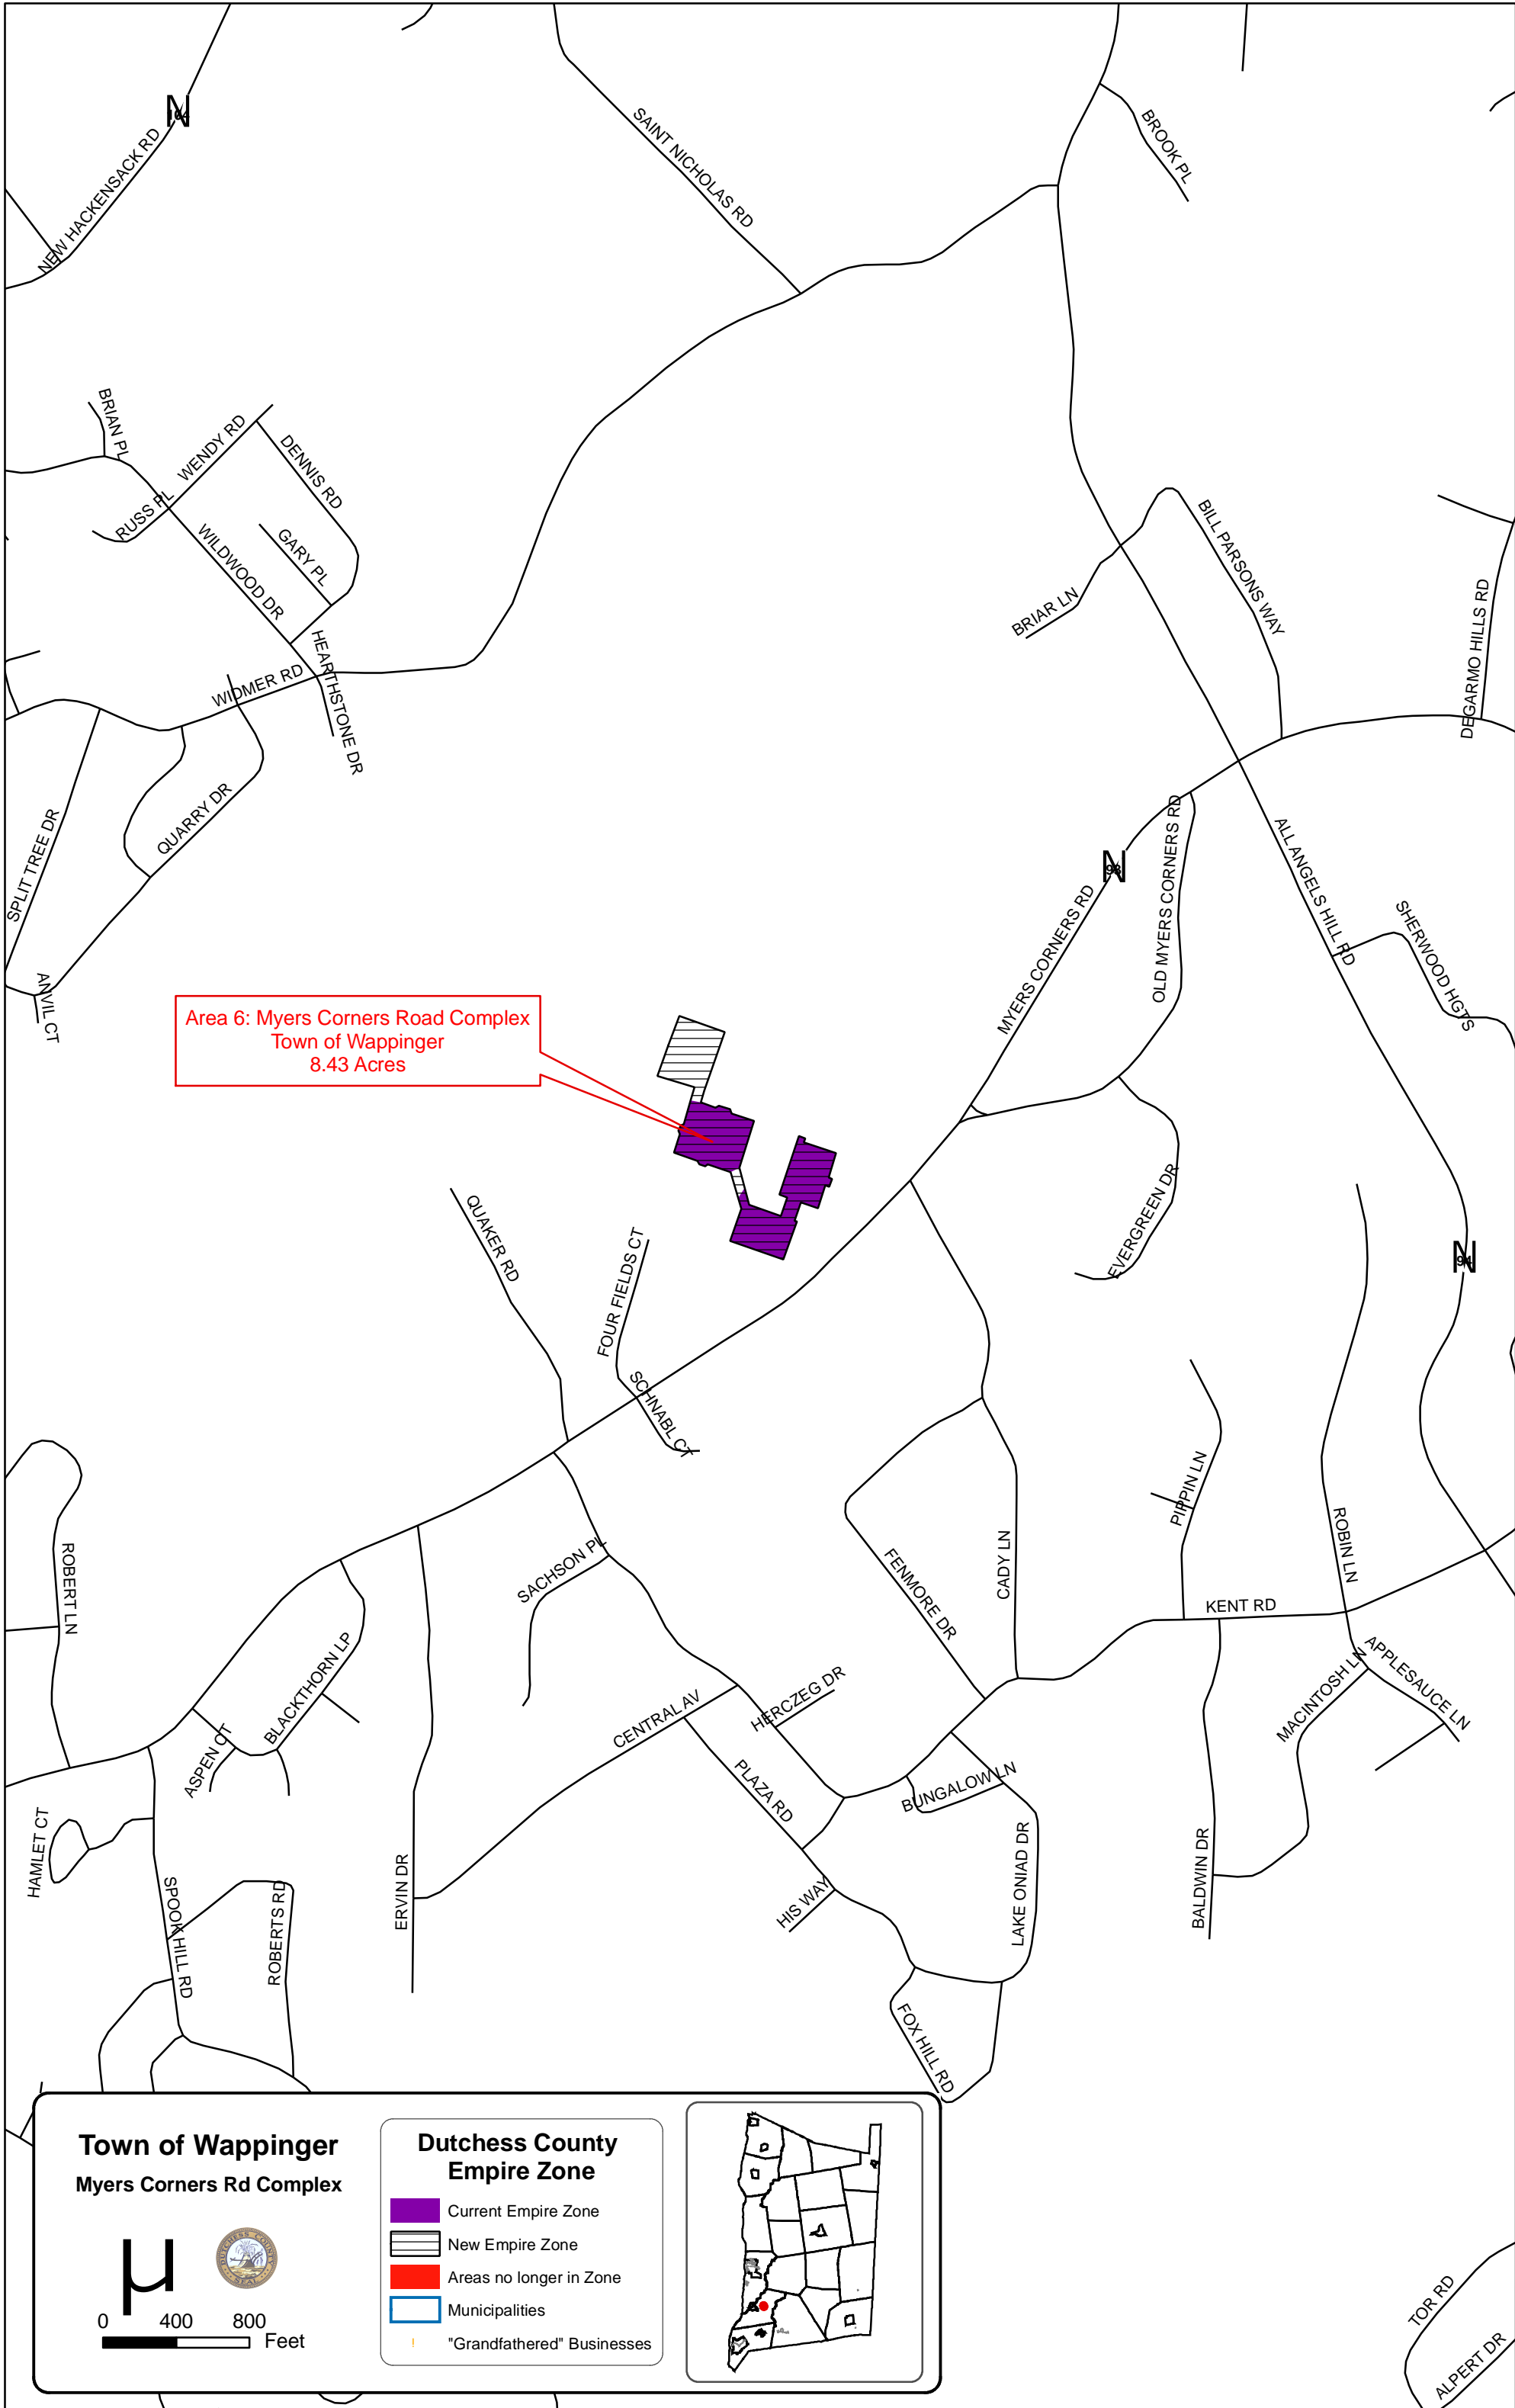 N
104
NEW HACKENSACK RD
SAINT NICHOLAS RD
BROOK PL
BRIAN PL
WENDY RD
DENNIS RD
RUSS PL
GARY PL
WILDWOOD DR
HEARTHSTONE DR
WIDMER RD
BRIAR LN
BILL PARSONS WAY
DEGARMO HILLS RD
QUARRY DR
SPLIT TREE DR
ANVIL CT
N
93
MYERS CORNERS RD
OLD MYERS CORNERS RD
ALL ANGELS HILL RD
SHERWOOD HGTS
Area 6: Myers Corners Road Complex
Town of Wappinger
8.43 Acres
QUAKER RD
FOUR FIELDS CT
SCHNABL CT
EVERGREEN DR
N
94
ROBERT LN
SACHSON PL
FENMORE DR
CADY LN
PIPPIN LN
ROBIN LN
KENT RD
BLACKTHORN LP
ASPEN CT
CENTRAL AV
HERCZEG DR
PLAZA RD
BUNGALOW LN
MACINTOSH LN
APPLESAUCE LN
HAMLET CT
SPOOK HILL RD
ROBERTS RD
ERVIN DR
HIS WAY
LAKE ONIAD DR
BALDWIN DR
FOX HILL RD
TOR RD
ALPERT DR
Town of Wappinger
Myers Corners Rd Complex
µ
DUTCHESS COUNTY
SEAL
0 400 800
Feet
Dutchess County
Empire Zone
Current Empire Zone
New Empire Zone
Areas no longer in Zone
Municipalities
! "Grandfathered" Businesses